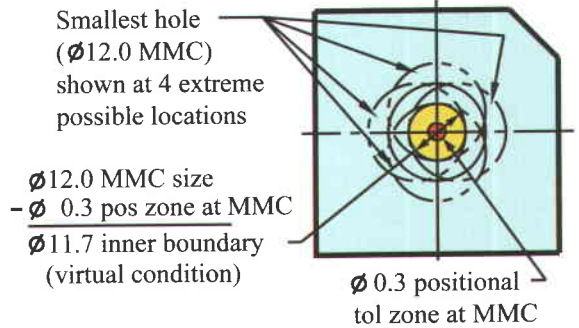 Smallest hole
(Ø12.0 MMC)
shown at 4 extreme
possible locations
Ø12.0 MMC size
- Ø 0.3 pos zone at MMC
Ø11.7 inner boundary
(virtual condition)
Ø 0.3 positional
tol zone at MMC